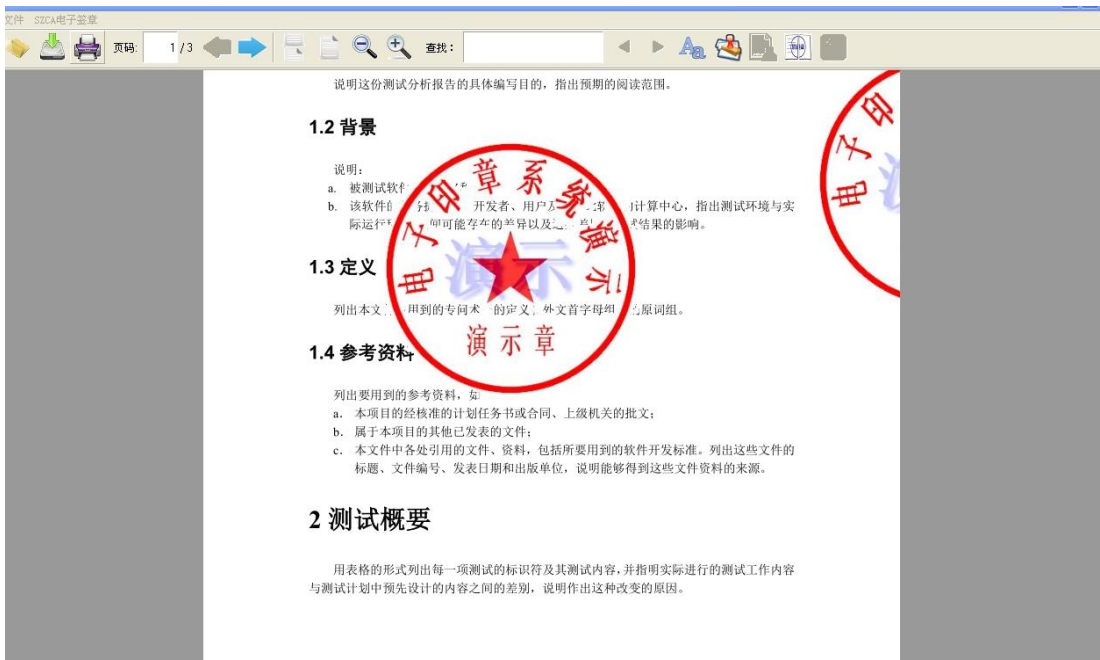 文件 SZCA电子签章
页码: 1 / 3 查找:
说明这份测试分析报告的具体编写目的，指出预期的阅读范围。
1.2 背景
说明：
a. 被测试软件
b. 该软件的 开发者、用户及 计算中心，指出测试环境与实
际运行 间可能存在的差异以及 结果的影响。
1.3 定义
列出本文 用到的专问术 的定义 外文首字母组 原词组。
1.4 参考资料
列出要用到的参考资料，如
a. 本项目的经核准的计划任务书或合同、上级机关的批文；
b. 属于本项目的其他已发表的文件；
c. 本文件中各处引用的文件、资料，包括所要用到的软件开发标准。列出这些文件的
标题、文件编号、发表日期和出版单位，说明能够得到这些文件资料的来源。
2 测试概要
用表格的形式列出每一项测试的标识符及其测试内容，并指明实际进行的测试工作内容
与测试计划中预先设计的内容之间的差别，说明作出这种改变的原因。
电子印章系统演示
演示
演示章
电子印
演